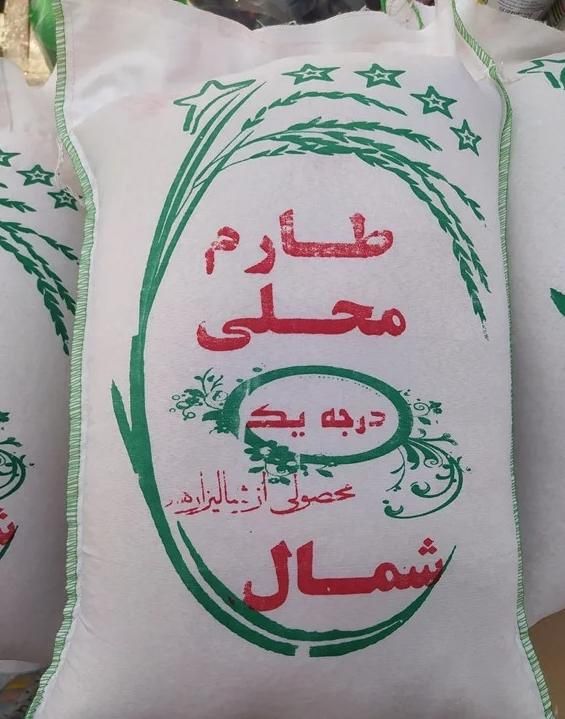 طارم
محلی
درجه یک
محصولی از شالیزارهای
شمال